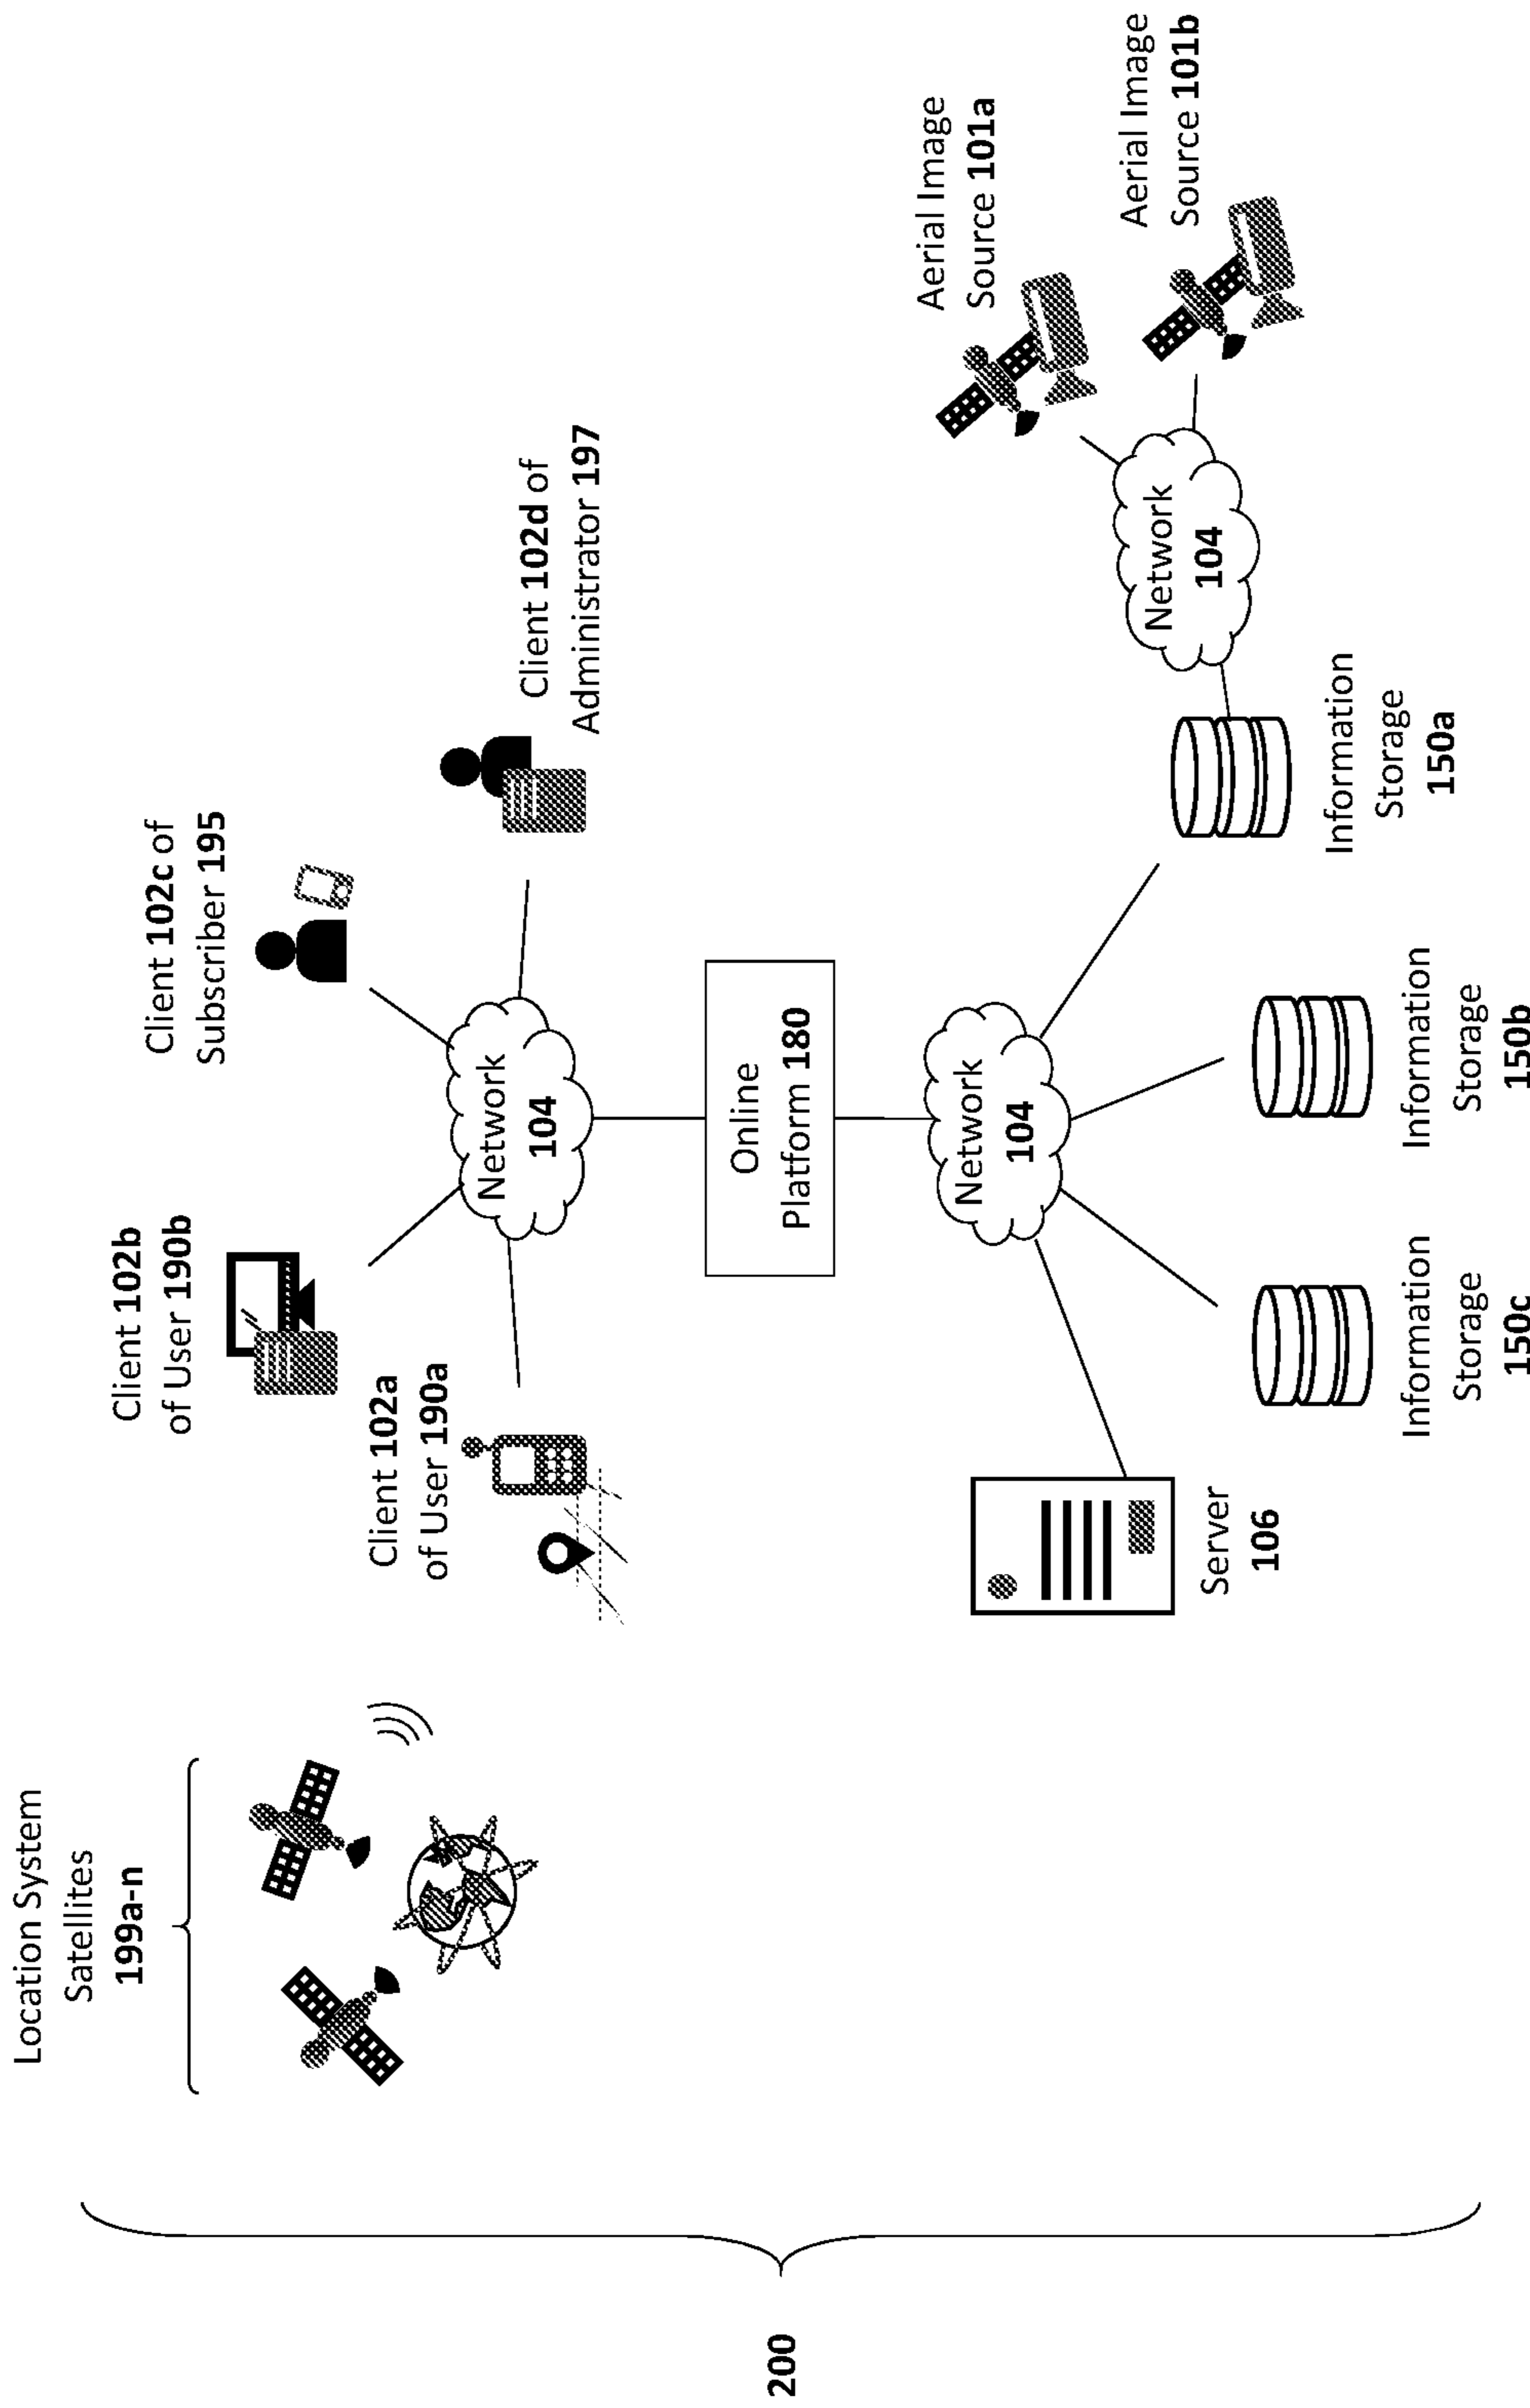 200
Location System
Satellites
199a-n
Client 102a
of User 190a
Client 102b
of User 190b
Client 102c of
Subscriber 195
Client 102d of
Administrator 197
Network
104
Online
Platform 180
Network
104
Server
106
Information
Storage
150c
Information
Storage
150b
Information
Storage
150a
Network
104
Aerial Image
Source 101a
Aerial Image
Source 101b